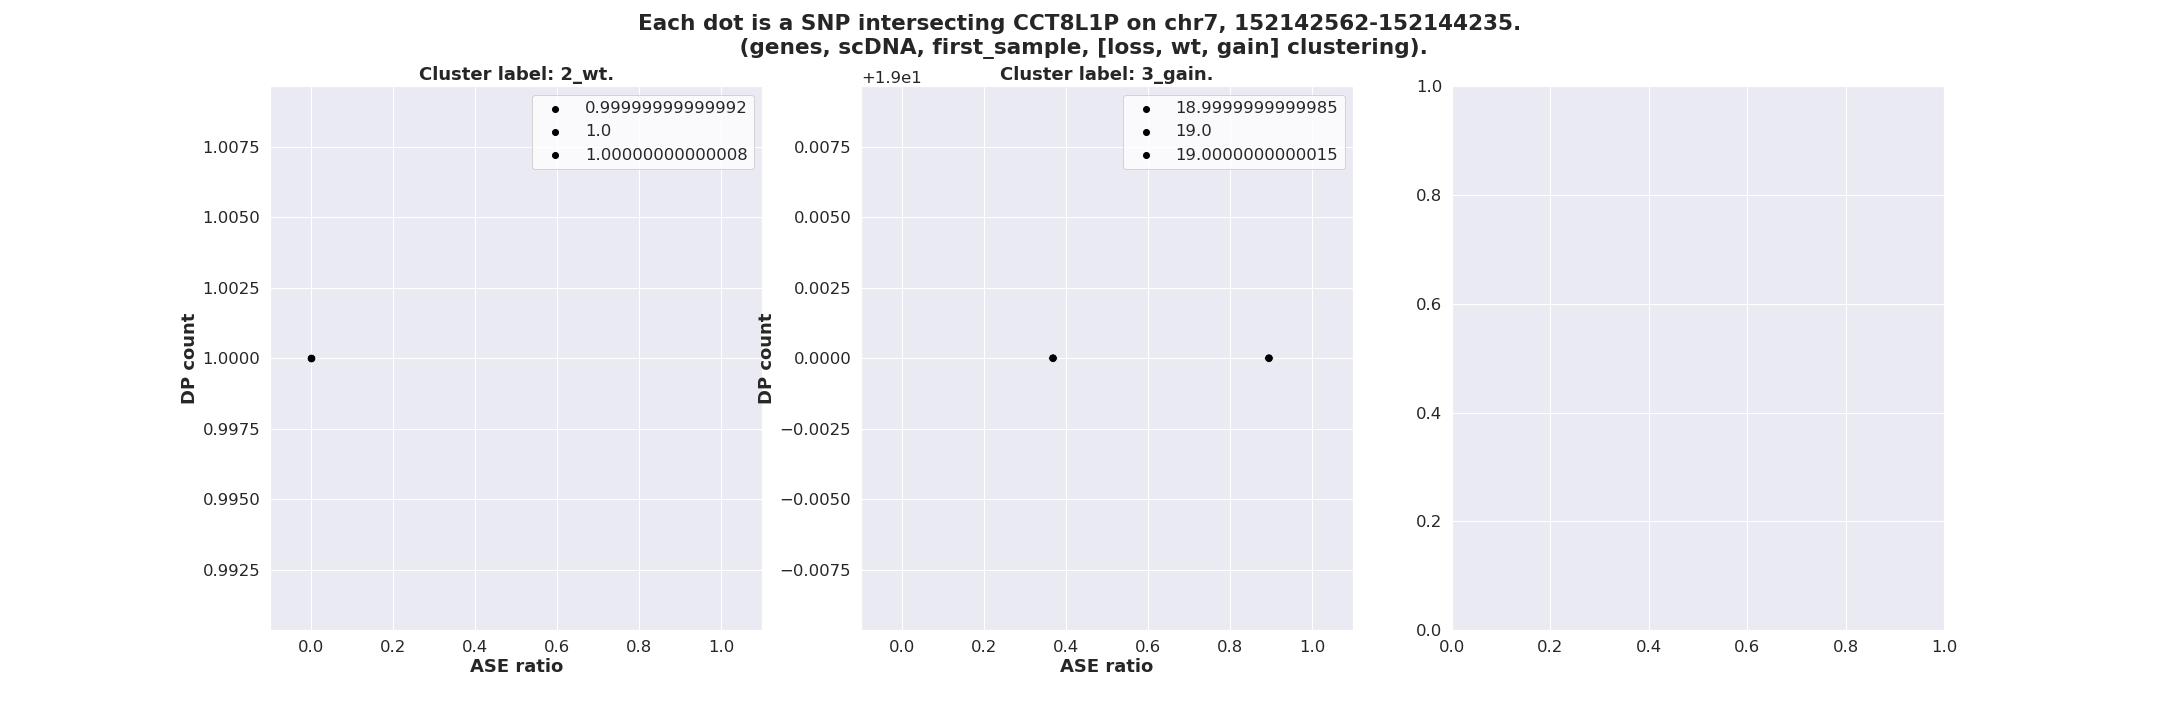 Each dot is a SNP intersecting CCT8L1P on chr7, 152142562-152144235.
(genes, scDNA, first_sample, [loss, wt, gain] clustering).
Cluster label: 2_wt.
0.99999999999992
1.0
1.00000000000008
1.0075
1.0050
1.0025
1.0000
0.9975
0.9950
0.9925
DP count
0.0 0.2 0.4 0.6 0.8 1.0
ASE ratio
+1.9e1
Cluster label: 3_gain.
18.9999999999985
19.0
19.0000000000015
0.0075
0.0050
0.0025
0.0000
−0.0025
−0.0050
−0.0075
DP count
0.0 0.2 0.4 0.6 0.8 1.0
ASE ratio
1.0
0.8
0.6
0.4
0.2
0.0
0.0 0.2 0.4 0.6 0.8 1.0